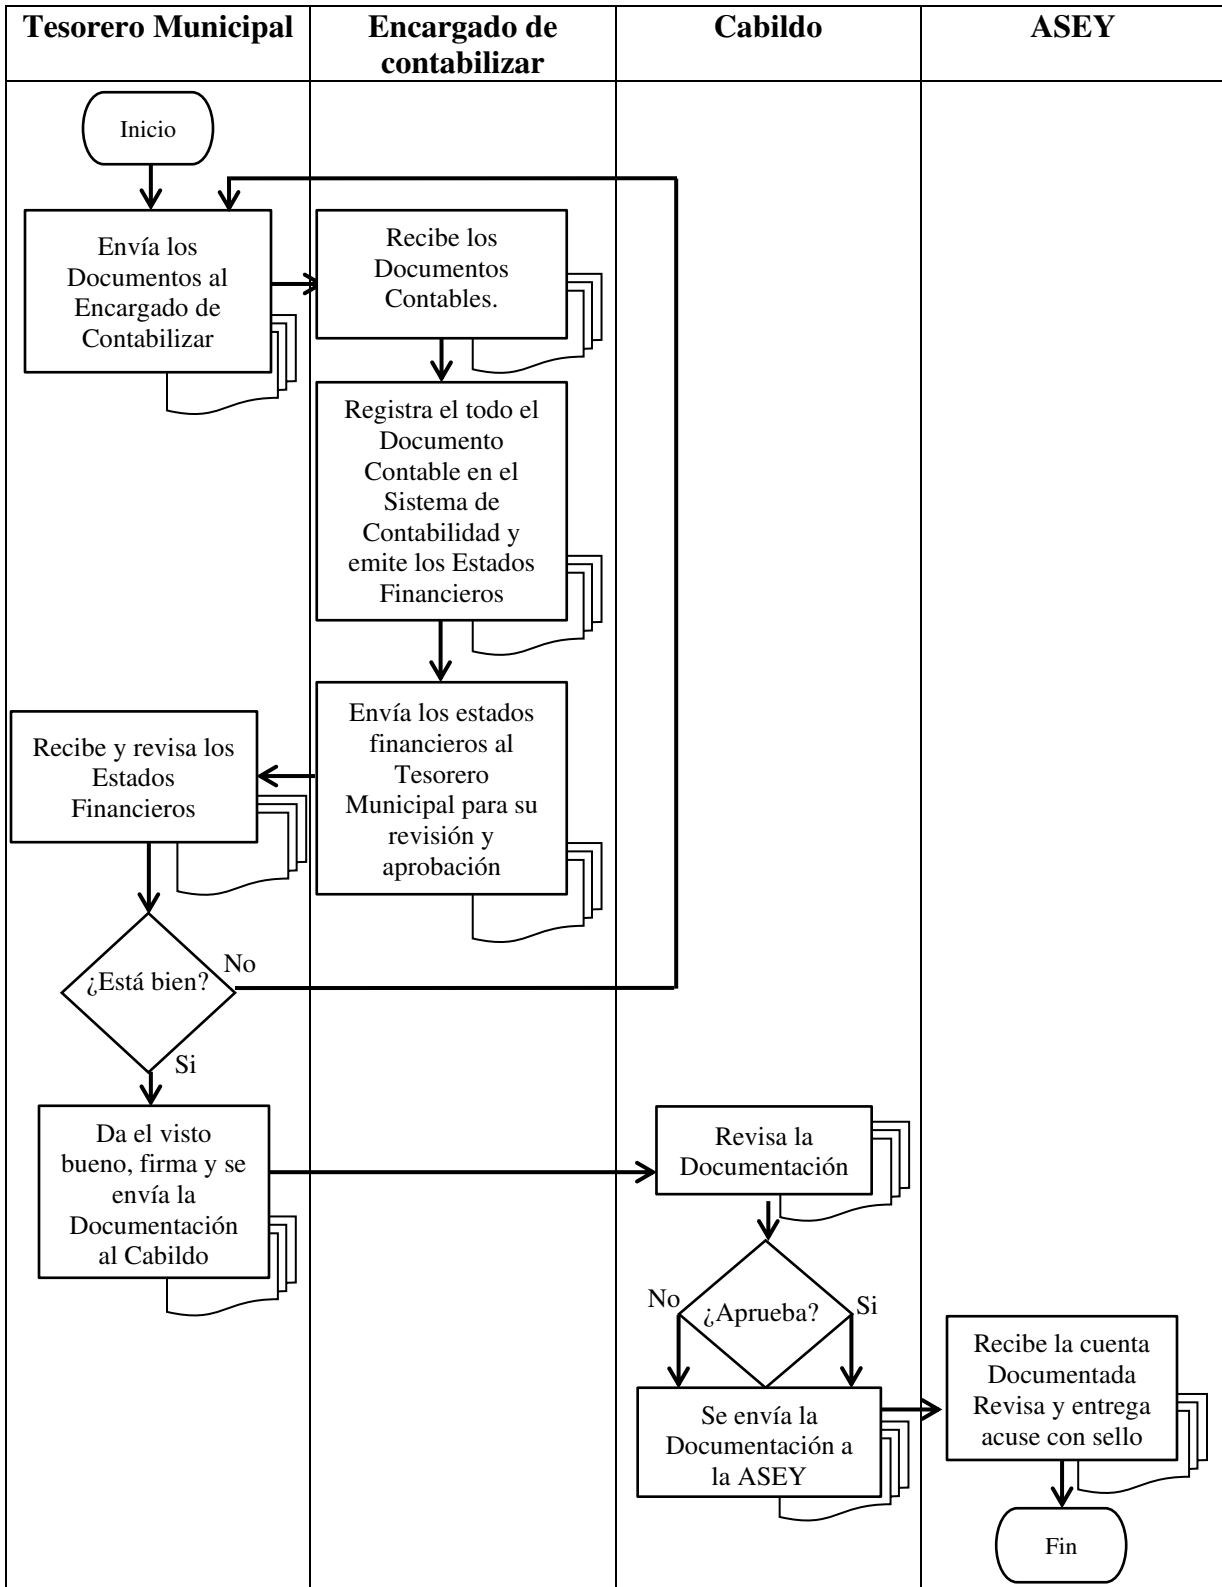 Tesorero Municipal
Encargado de
contabilizar
Cabildo
ASEY
Inicio
Envía los
Documentos al
Encargado de
Contabilizar
Recibe los
Documentos
Contables.
Registra el todo el
Documento
Contable en el
Sistema de
Contabilidad y
emite los Estados
Financieros
Envía los estados
financieros al
Tesorero
Municipal para su
revisión y
aprobación
Recibe y revisa los
Estados
Financieros
¿Está bien?
No
Si
Da el visto
bueno, firma y se
envía la
Documentación
al Cabildo
Revisa la
Documentación
¿Aprueba?
No
Si
Se envía la
Documentación a
la ASEY
Recibe la cuenta
Documentada
Revisa y entrega
acuse con sello
Fin